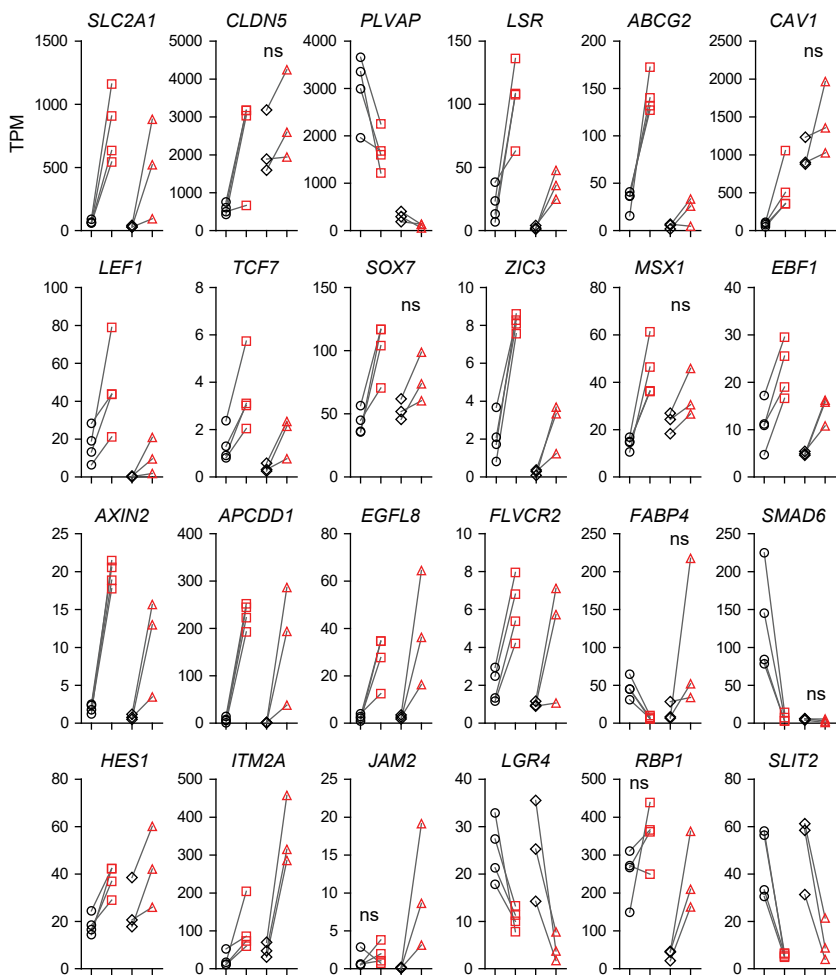 SLC2A1 CLDN5 PLVAP LSR ABCG2 CAV1
1500 5000 4000 150 200 2500
ns ns
4000 2000
3000 150
1000 100 1500
TPM
3000 2000 100
2000 1000
500 50
1000 50 500
1000
0 0 0 0 0 0
LEF1 TCF7 SOX7 ZIC3 MSX1 EBF1
100 8 150 10 80 40
ns ns
80 8
6 60 30
60 100 6
4 40 20
40 4
50
2 20 10
20 2
0 0 0 0 0 0
AXIN2 APCDD1 EGFL8 FLVCR2 FABP4 SMAD6
25 400 80 8 250 250
ns
20 200 200
300 60 6
15 150 150
200 40 4
10 100 100
100 20 2 ns
5 50 50
0 0 0 0 0 0
HES1 ITM2A JAM2 LGR4 RBP1 SLIT2
80 500 25 40 500 80
ns
400 20 400
60 30 60
300 15 300
40 20 40
200 10 200
20 10 20
100 5 ns 100
0 0 0 0 0 0